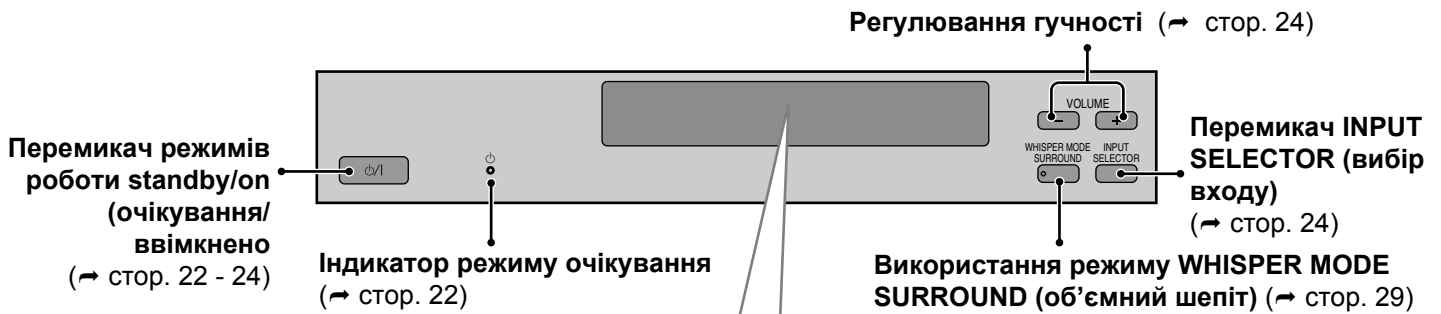 Регулювання гучності (➦ стор. 24)
VOLUME
− +
WHISPER MODE SURROUND
INPUT SELECTOR
⏻/I
⏻
Перемикач режимів
роботи standby/on
(очікування/
ввімкнено
(➦ стор. 22 - 24)
Індикатор режиму очікування
(➦ стор. 22)
Перемикач INPUT
SELECTOR (вибір
входу)
(➦ стор. 24)
Використання режиму WHISPER MODE
SURROUND (об’ємний шепіт) (➦ стор. 29)